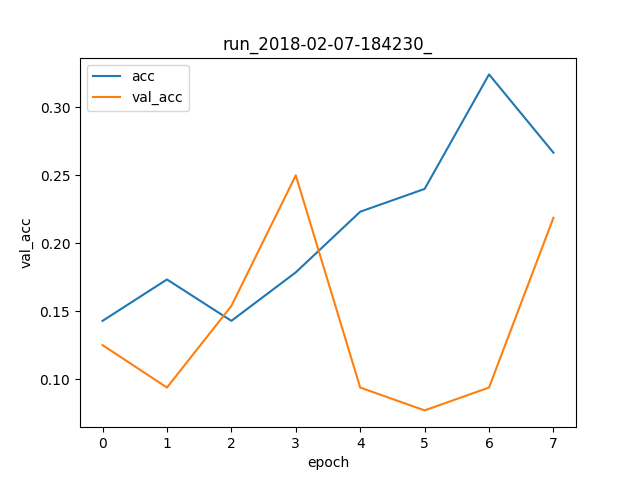 run_2018-02-07-184230_
acc
val_acc
0.30
0.25
0.20
0.15
0.10
val_acc
0 1 2 3 4 5 6 7
epoch